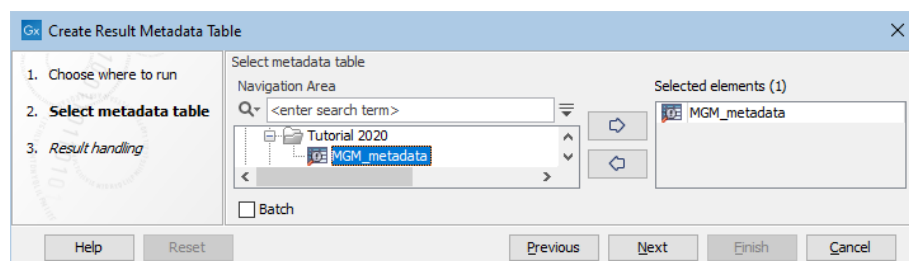 Gx Create Result Metadata Table
1. Choose where to run
2. Select metadata table
3. Result handling
Select metadata table
Navigation Area
<enter search term>
Tutorial 2020
MGM_metadata
Batch
Selected elements (1)
MGM_metadata
Help Reset Previous Next Finish Cancel